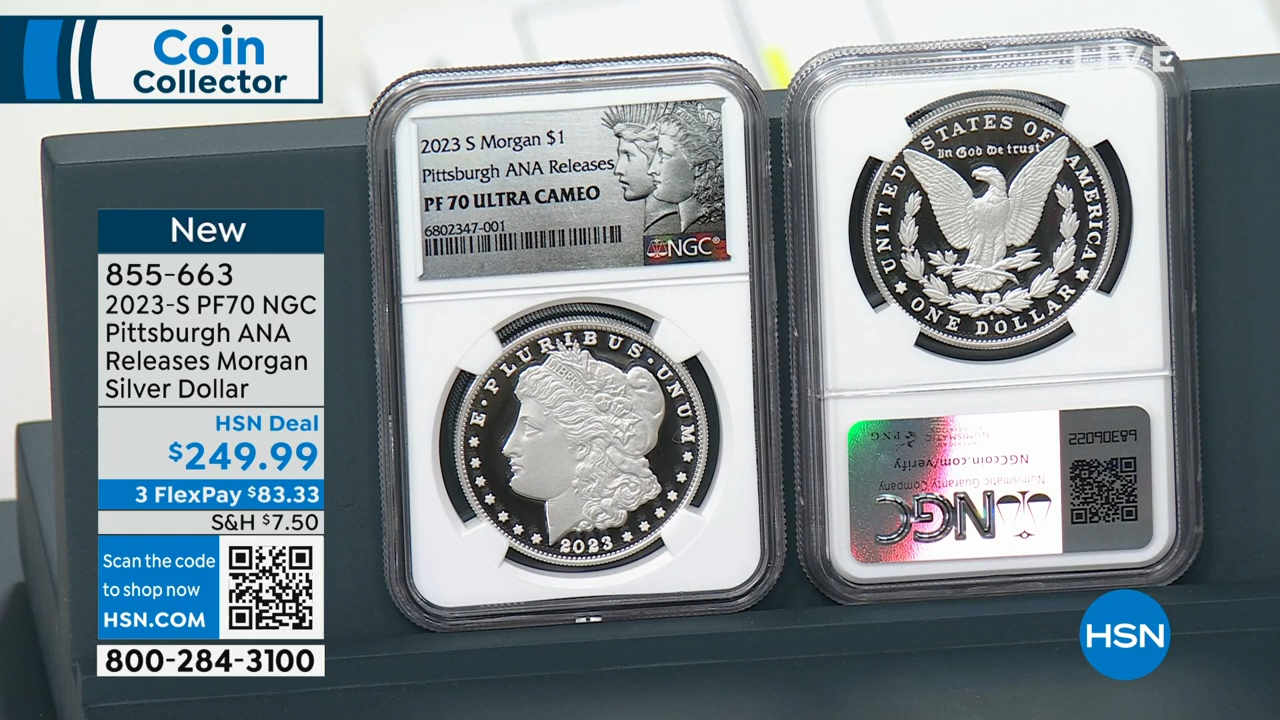 Coin
Collector
LIVE
New
855-663
2023-S PF70 NGC
Pittsburgh ANA
Releases Morgan
Silver Dollar
HSN Deal
$249.99
3 FlexPay $83.33
S&H $7.50
Scan the code
to shop now
HSN.COM
800-284-3100
2023 S Morgan $1
Pittsburgh ANA Releases
PF 70 ULTRA CAMEO
6802347-001
NGC
E·PLURIBUS·UNUM
LIBERTY
2023
UNITED STATES OF AMERICA
In God We trust
ONE DOLLAR
NGC
Numismatic Guaranty Company
NGCcoin.com/verify
PNG
HSN